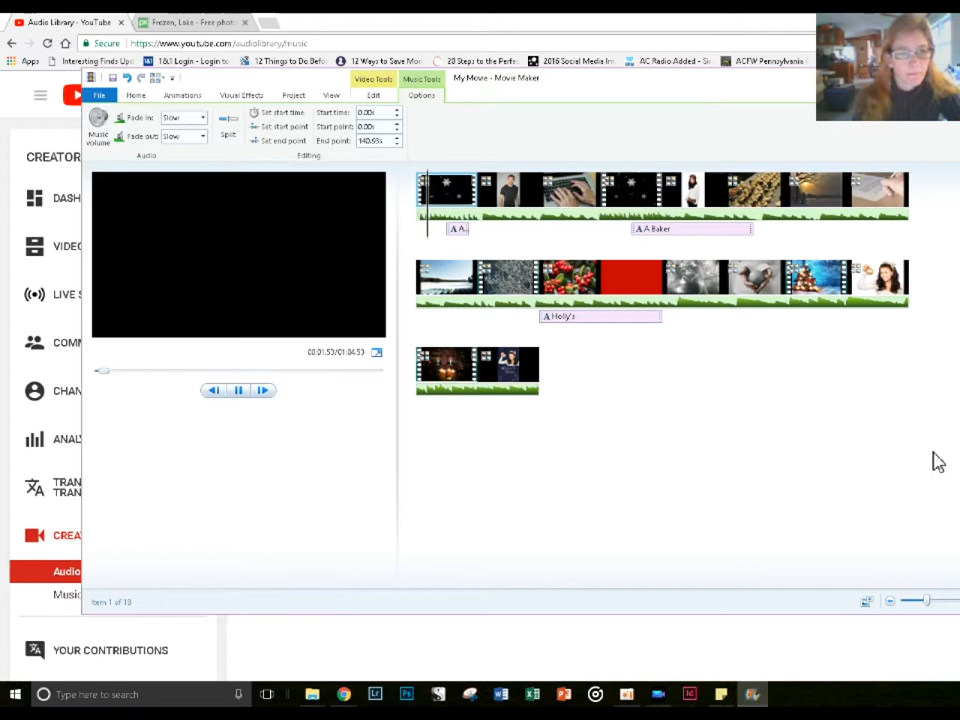 Audio Library - YouTube
Frozen, Lake - Free phot
Secure https://www.youtube.com/audiolibrary/music
Apps Interesting Finds Up 1&1 Login - Login to 12 Things to Do Befo 12 Ways to Save Mor 20 Steps to the Perfec 2016 Social Media Im AC Radio Added - Sir ACFW Pennsylvania
Video Tools Music Tools My Movie - Movie Maker
File Home Animations Visual Effects Project View Edit Options
Music volume
Fade in: Slow
Fade out: Slow
Split
Set start time
Set start point
Set end point
Start time: 0.00s
Start point: 0.00s
End point: 140.93s
Audio Editing
CREATOR
DASH
VIDEO
LIVE S
COMM
CHAN
ANAL
TRAN
TRAN
CREA
Audio
Music
YOUR CONTRIBUTIONS
00:01.53/01:04.53
A A..
A A Baker
A Holly's
Item 1 of 18
Type here to search